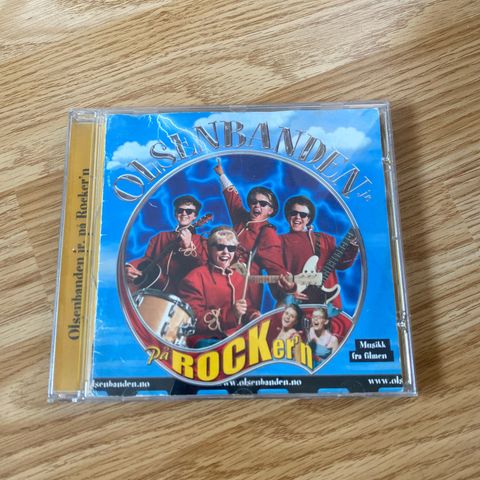 Olsenbanden jr. på Rocker'n
OLSENBANDEN jr.
På ROCKer'n
Musikk
fra filmen
olsenbanden.no
www.olsenbanden.no
www.ols